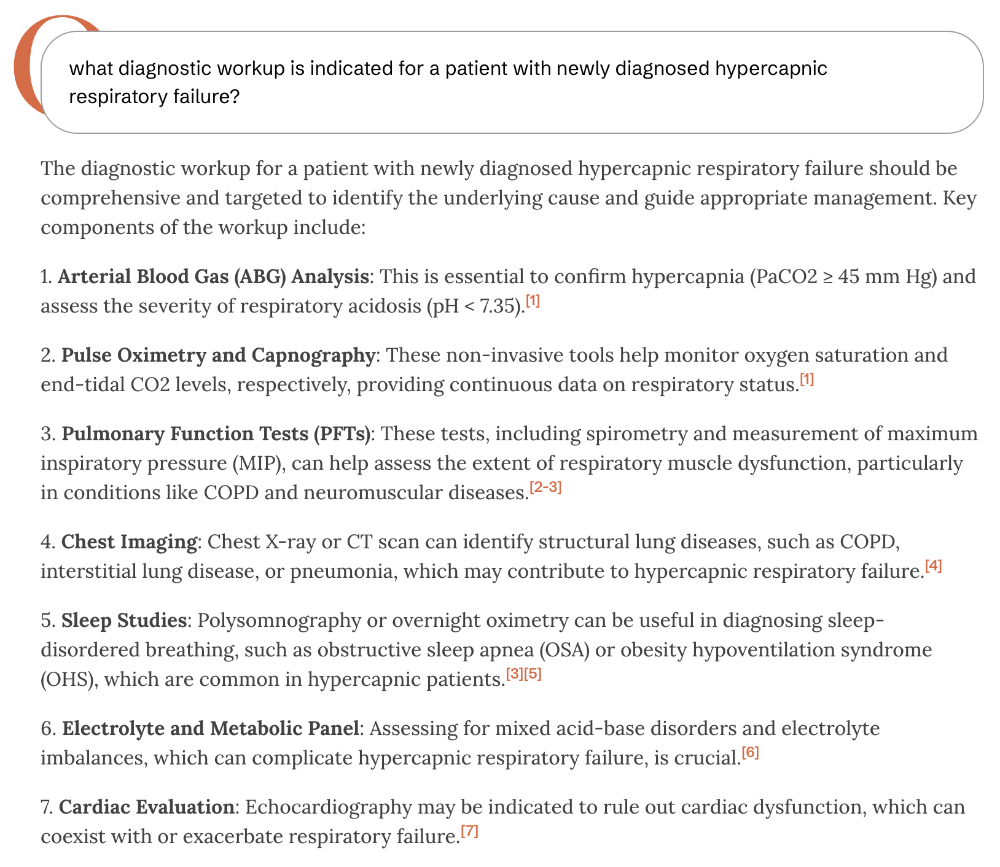 what diagnostic workup is indicated for a patient with newly diagnosed hypercapnic
respiratory failure?
The diagnostic workup for a patient with newly diagnosed hypercapnic respiratory failure should be
comprehensive and targeted to identify the underlying cause and guide appropriate management. Key
components of the workup include:
1. Arterial Blood Gas (ABG) Analysis: This is essential to confirm hypercapnia (PaCO2 ≥ 45 mm Hg) and
assess the severity of respiratory acidosis (pH < 7.35).[1]
2. Pulse Oximetry and Capnography: These non-invasive tools help monitor oxygen saturation and
end-tidal CO2 levels, respectively, providing continuous data on respiratory status.[1]
3. Pulmonary Function Tests (PFTs): These tests, including spirometry and measurement of maximum
inspiratory pressure (MIP), can help assess the extent of respiratory muscle dysfunction, particularly
in conditions like COPD and neuromuscular diseases.[2-3]
4. Chest Imaging: Chest X-ray or CT scan can identify structural lung diseases, such as COPD,
interstitial lung disease, or pneumonia, which may contribute to hypercapnic respiratory failure.[4]
5. Sleep Studies: Polysomnography or overnight oximetry can be useful in diagnosing sleep-
disordered breathing, such as obstructive sleep apnea (OSA) or obesity hypoventilation syndrome
(OHS), which are common in hypercapnic patients.[3][5]
6. Electrolyte and Metabolic Panel: Assessing for mixed acid-base disorders and electrolyte
imbalances, which can complicate hypercapnic respiratory failure, is crucial.[6]
7. Cardiac Evaluation: Echocardiography may be indicated to rule out cardiac dysfunction, which can
coexist with or exacerbate respiratory failure.[7]